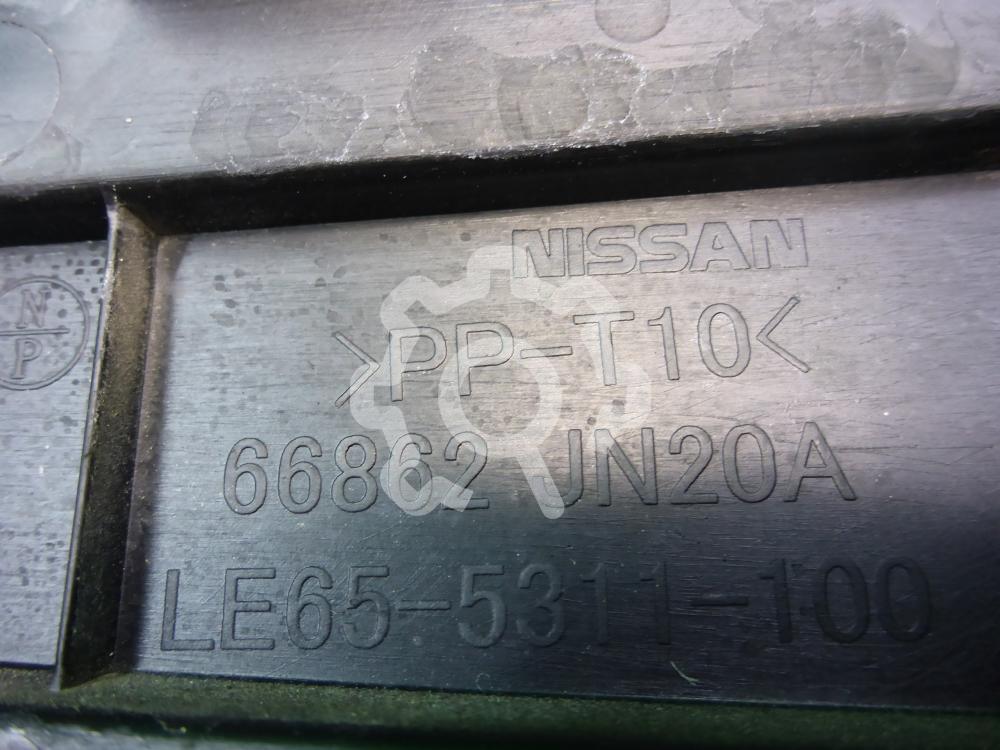 NISSAN
N
P
>PP-T10<
66862 JN20A
LE65-5311-100